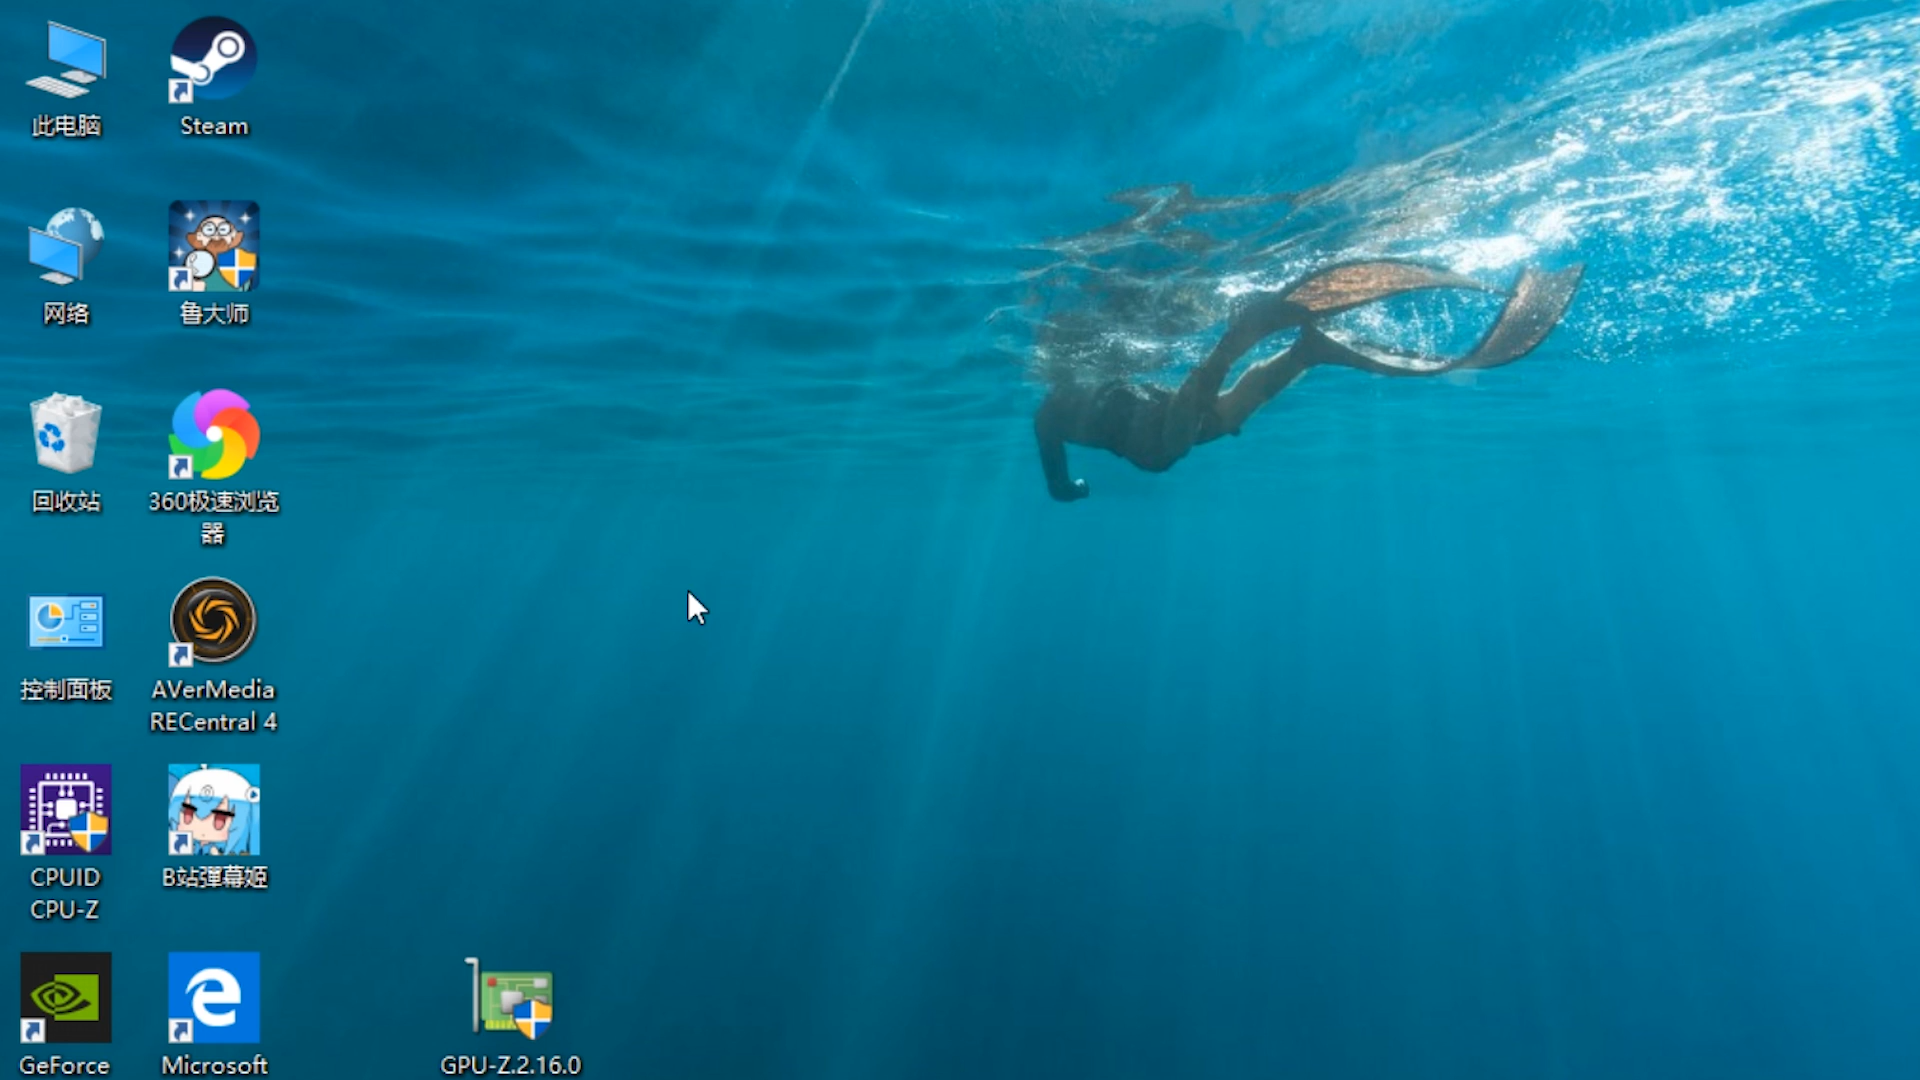 此电脑
Steam
网络
鲁大师
回收站
360极速浏览
器
控制面板
AVerMedia
RECentral 4
CPUID
CPU-Z
B站彈幕姬
GeForce
Microsoft
GPU-Z.2.16.0